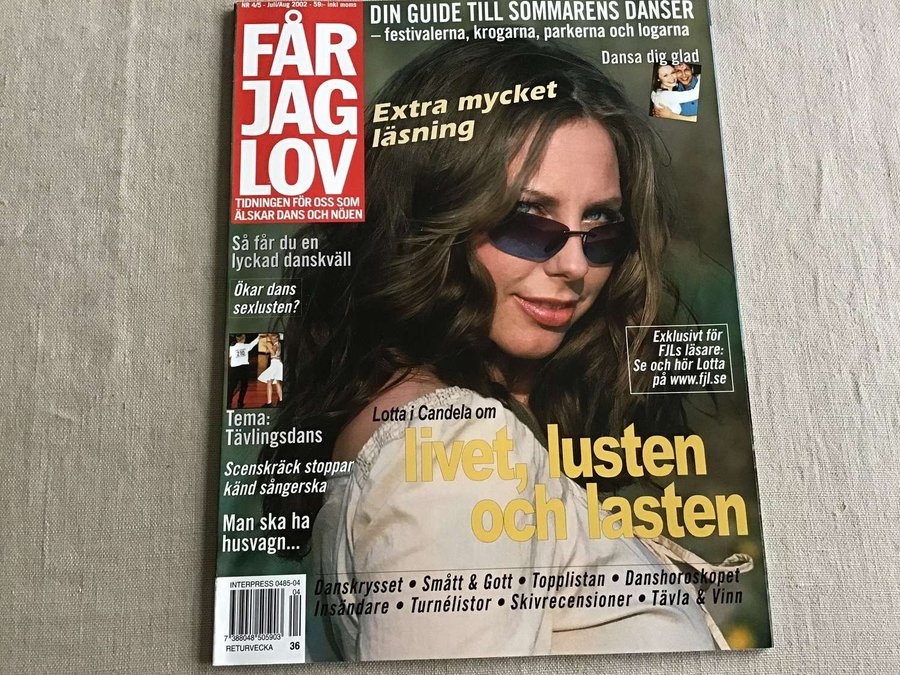 NR 4/5 - Juli/Aug 2002 - 59:- inkl moms
FÅR
JAG
LOV
TIDNINGEN FÖR OSS SOM
ÄLSKAR DANS OCH NÖJEN
DIN GUIDE TILL SOMMARENS DANSER
– festivalerna, krogarna, parkerna och logarna
Dansa dig glad
Extra mycket
läsning
Så får du en
lyckad danskväll
Ökar dans
sexlusten?
Tema:
Tävlingsdans
Scenskräck stoppar
känd sångerska
Man ska ha
husvagn...
Exklusivt för
FJLs läsare:
Se och hör Lotta
på www.fjl.se
Lotta i Candela om
livet, lusten
och lasten
Danskrysset • Smått & Gott • Topplistan • Danshoroskopet
Insändare • Turnélistor • Skivrecensioner • Tävla & Vinn
INTERPRESS 0485-04
04
7 388048 505903
RETURVECKA 36